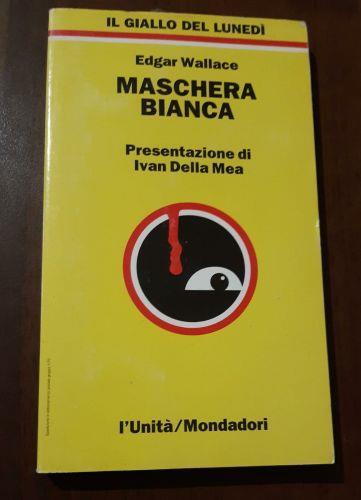 IL GIALLO DEL LUNEDÌ
Edgar Wallace
MASCHERA
BIANCA
Presentazione di
Ivan Della Mea
l'Unità/Mondadori